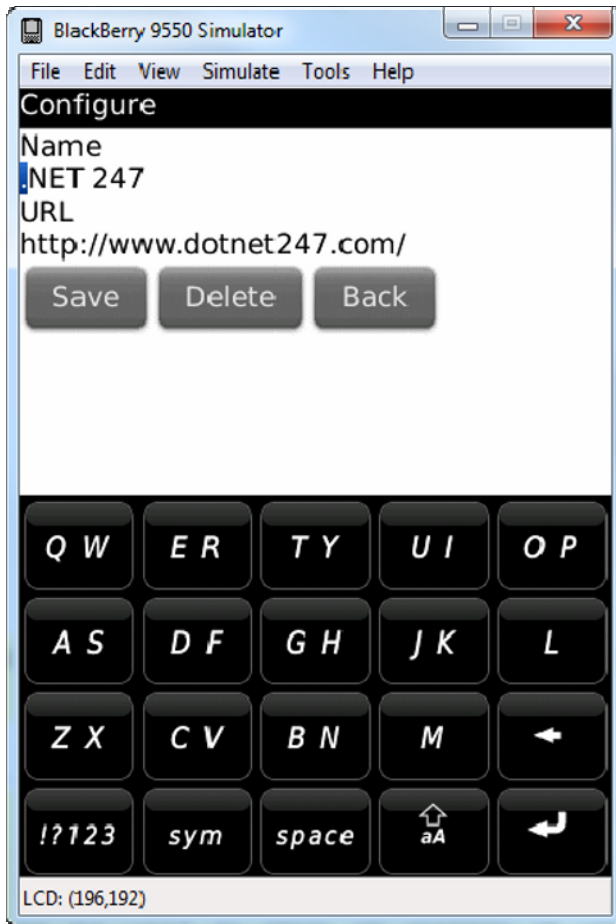 BlackBerry 9550 Simulator
File Edit View Simulate Tools Help
Configure
Name
.NET 247
URL
http://www.dotnet247.com/
Save Delete Back
Q W E R T Y U I O P
A S D F G H J K L
Z X C V B N M
!?123 sym space aA
LCD: (196,192)